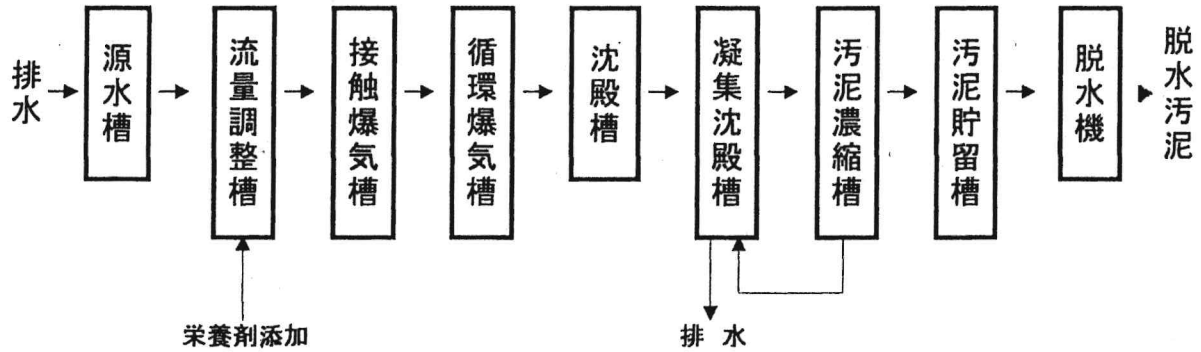 排水
源水槽
流量調整槽
接触爆気槽
循環爆気槽
沈殿槽
凝集沈殿槽
汚泥濃縮槽
汚泥貯留槽
脱水機
脱水汚泥
栄養剤添加
排水